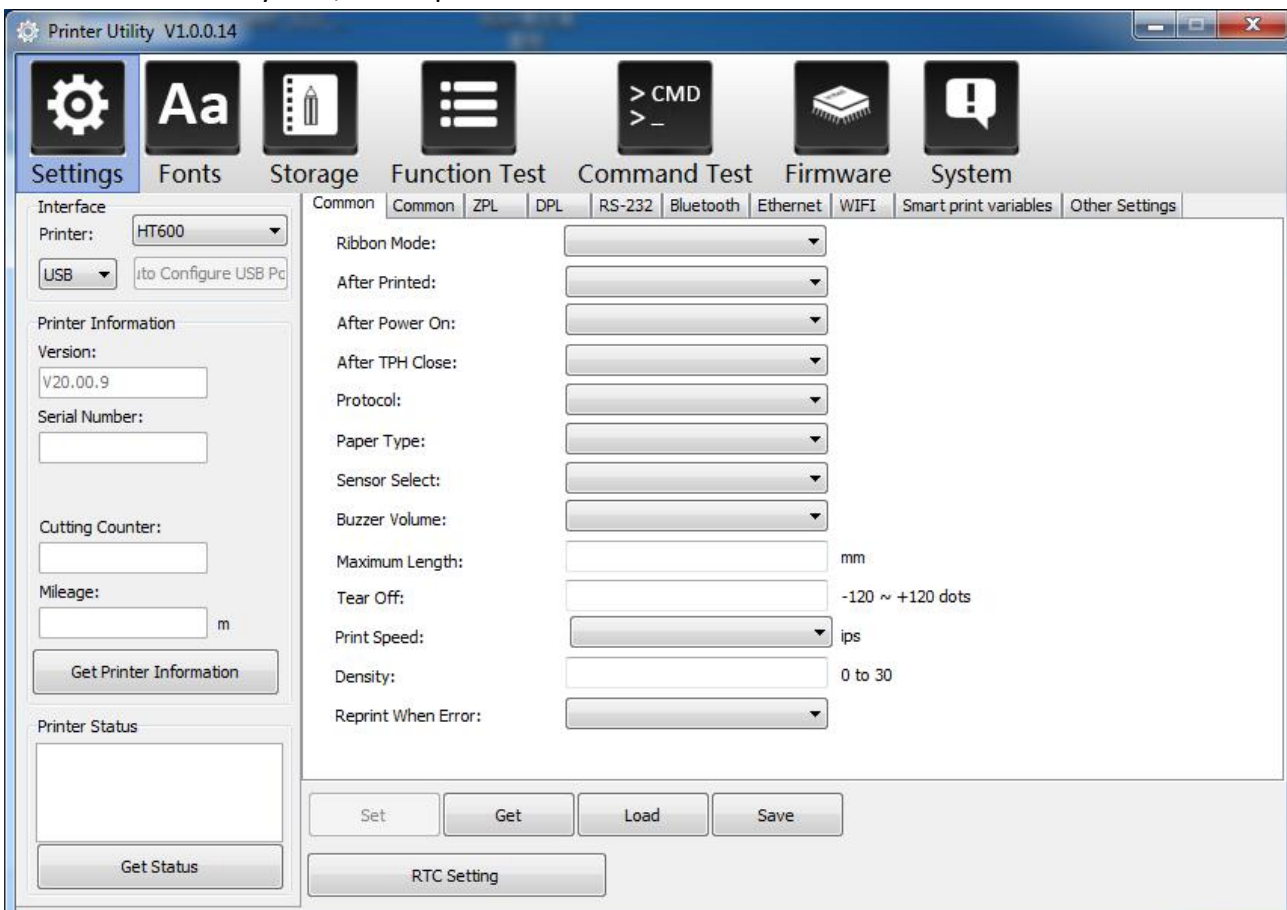 Printer Utility V1.0.0.14
Aa
> CMD
> _
Settings Fonts Storage Function Test Command Test Firmware System
Interface
Printer: HT600
USB ito Configure USB Pc
Printer Information
Version:
V20.00.9
Serial Number:
Cutting Counter:
Mileage:
m
Get Printer Information
Printer Status
Get Status
Common Common ZPL DPL RS-232 Bluetooth Ethernet WIFI Smart print variables Other Settings
Ribbon Mode:
After Printed:
After Power On:
After TPH Close:
Protocol:
Paper Type:
Sensor Select:
Buzzer Volume:
Maximum Length: mm
Tear Off: -120 ~ +120 dots
Print Speed: ips
Density: 0 to 30
Reprint When Error:
Set Get Load Save
RTC Setting